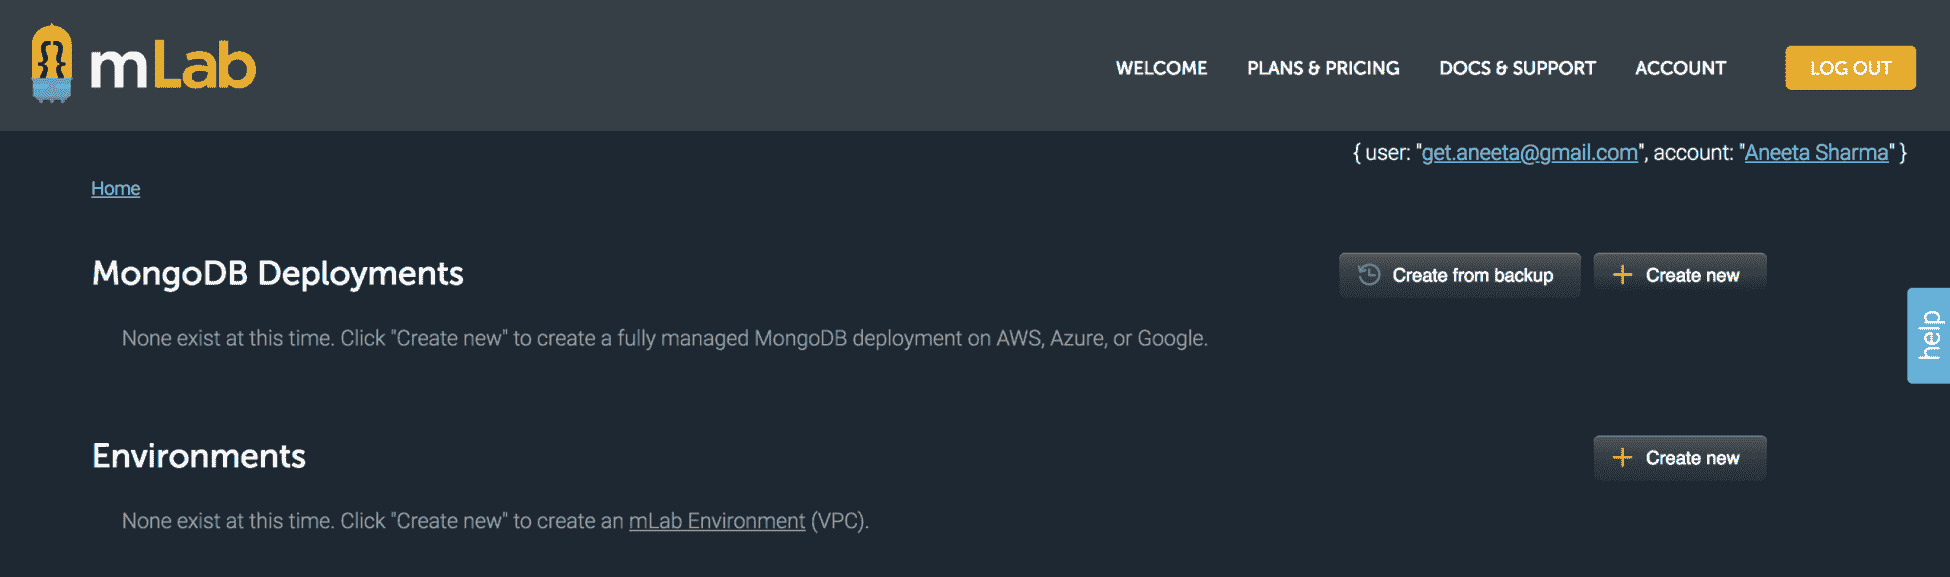 mLab
WELCOME PLANS & PRICING DOCS & SUPPORT ACCOUNT LOG OUT
{ user: "get.aneeta@gmail.com", account: "Aneeta Sharma" }
Home
MongoDB Deployments
Create from backup
+ Create new
None exist at this time. Click "Create new" to create a fully managed MongoDB deployment on AWS, Azure, or Google.
help
Environments
+ Create new
None exist at this time. Click "Create new" to create an mLab Environment (VPC).